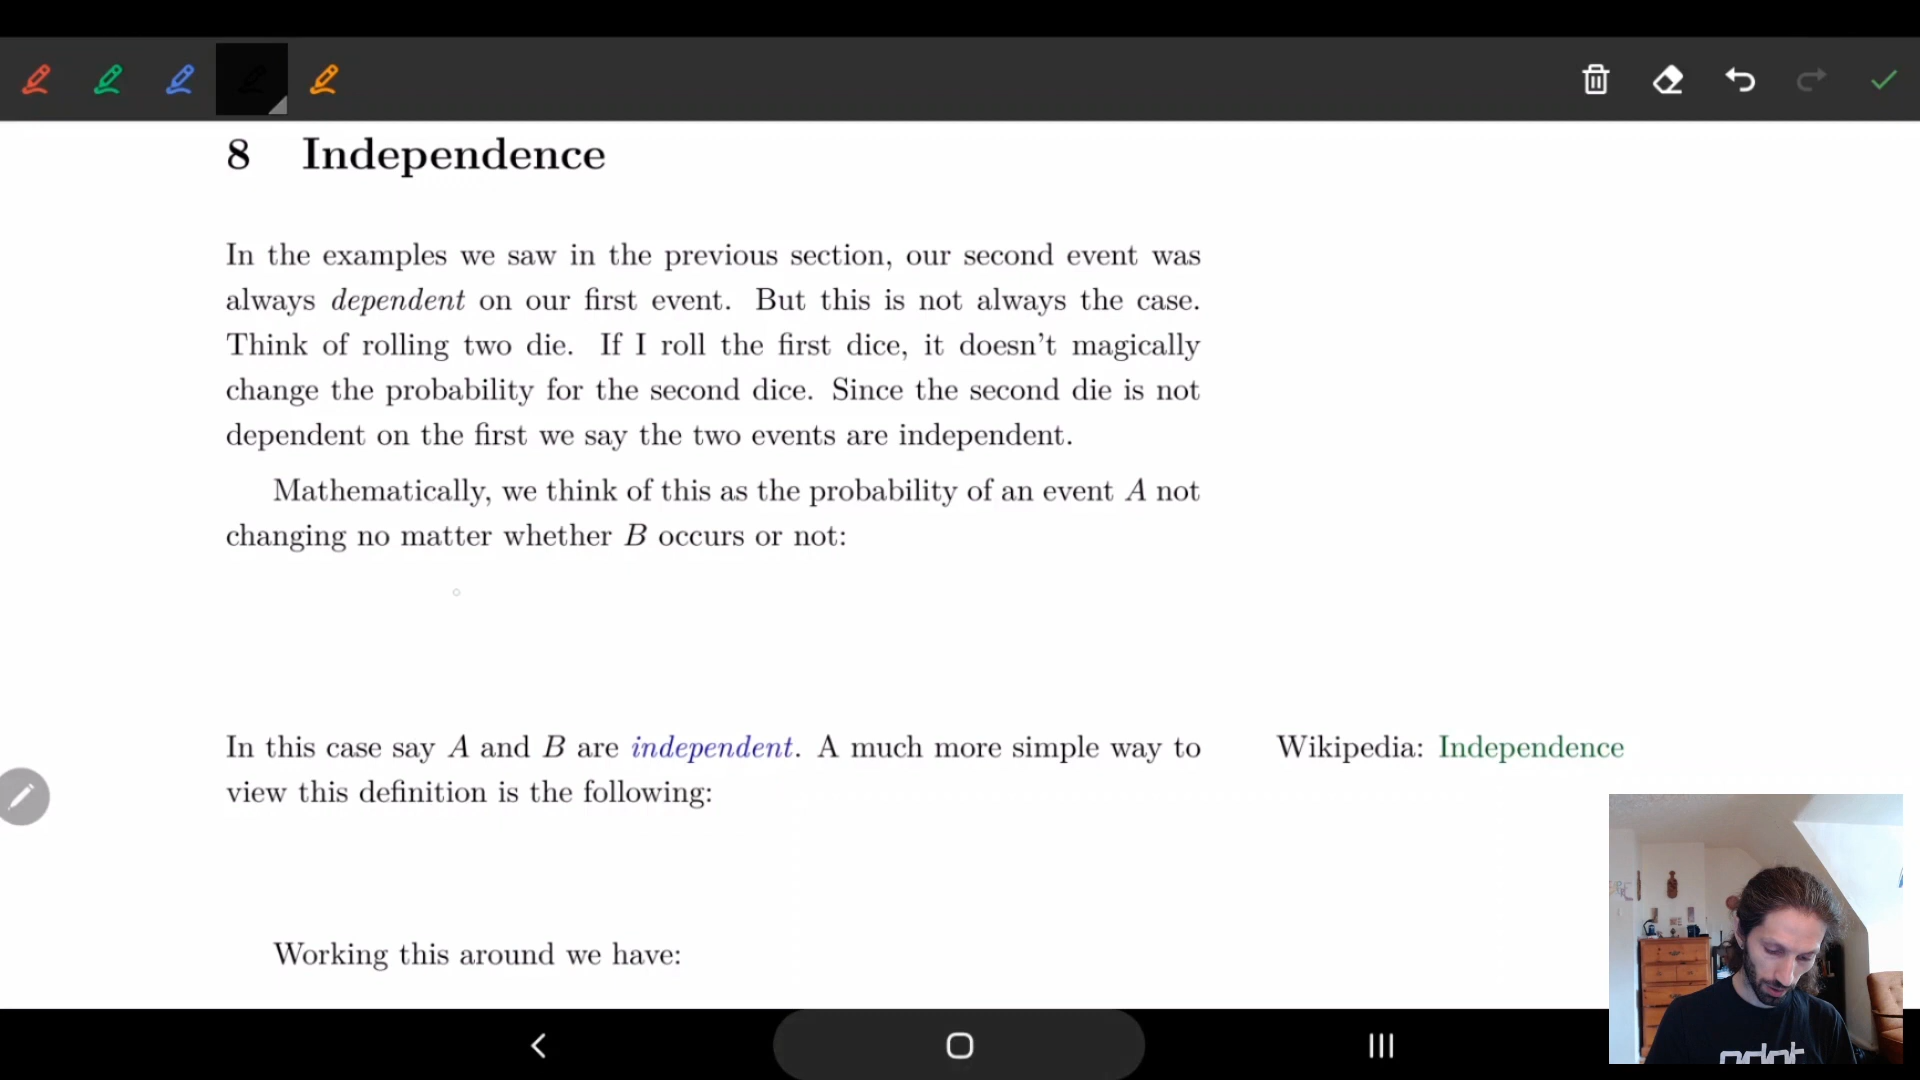 8 Independence
In the examples we saw in the previous section, our second event was
always dependent on our first event. But this is not always the case.
Think of rolling two die. If I roll the first dice, it doesn't magically
change the probability for the second dice. Since the second die is not
dependent on the first we say the two events are independent.
Mathematically, we think of this as the probability of an event A not
changing no matter whether B occurs or not:
In this case say A and B are independent. A much more simple way to
view this definition is the following:
Wikipedia: Independence
Working this around we have: